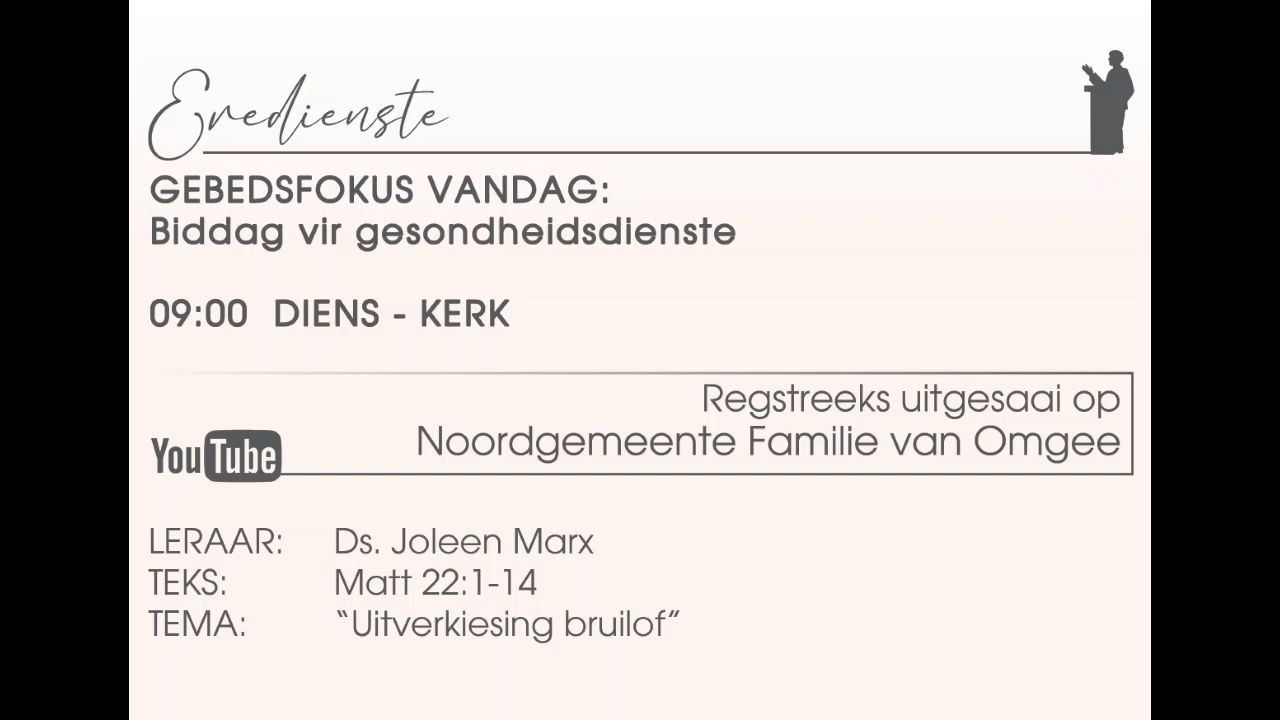 Eredienste
GEBEDSFOKUS VANDAG:
Biddag vir gesondheidsdienste
09:00 DIENS - KERK
Regstreeks uitgesaai op
Noordgemeente Familie van Omgee
YouTube
LERAAR: Ds. Joleen Marx
TEKS: Matt 22:1-14
TEMA: “Uitverkiesing bruilof”